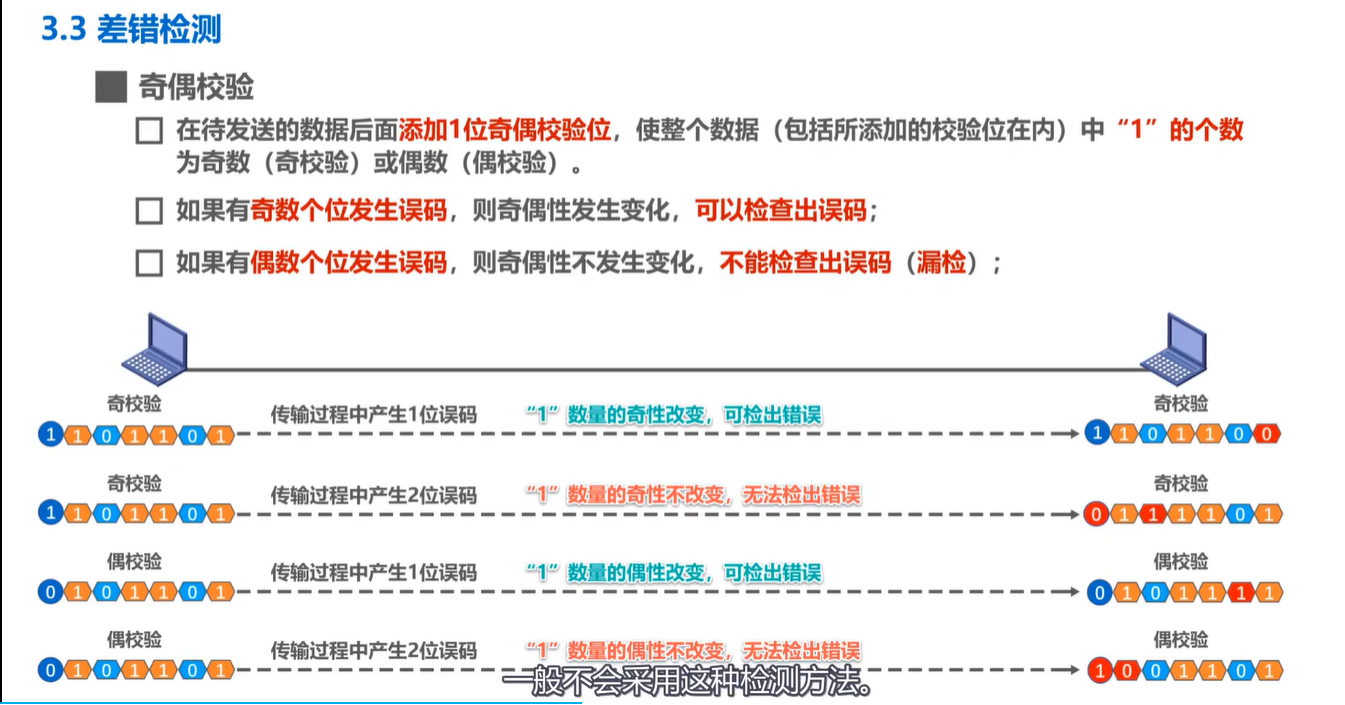 3.3 差错检测
奇偶校验
在待发送的数据后面添加1位奇偶校验位，使整个数据（包括所添加的校验位在内）中“1”的个数
为奇数（奇校验）或偶数（偶校验）。
如果有奇数个位发生误码，则奇偶性发生变化，可以检查出误码；
如果有偶数个位发生误码，则奇偶性不发生变化，不能检查出误码（漏检）；
奇校验 奇校验
传输过程中产生1位误码 “1”数量的奇性改变，可检出错误
1 1 0 1 1 0 1 1 1 0 1 1 0 0
奇校验 奇校验
传输过程中产生2位误码 “1”数量的奇性不改变，无法检出错误
1 1 0 1 1 0 1 0 1 1 1 1 0 1
偶校验 偶校验
传输过程中产生1位误码 “1”数量的偶性改变，可检出错误
0 1 0 1 1 0 1 0 1 0 1 1 1 1
偶校验 偶校验
传输过程中产生2位误码 “1”数量的偶性不改变，无法检出错误
0 1 0 1 1 0 1 1 0 0 1 1 0 1
一般不会采用这种检测方法。